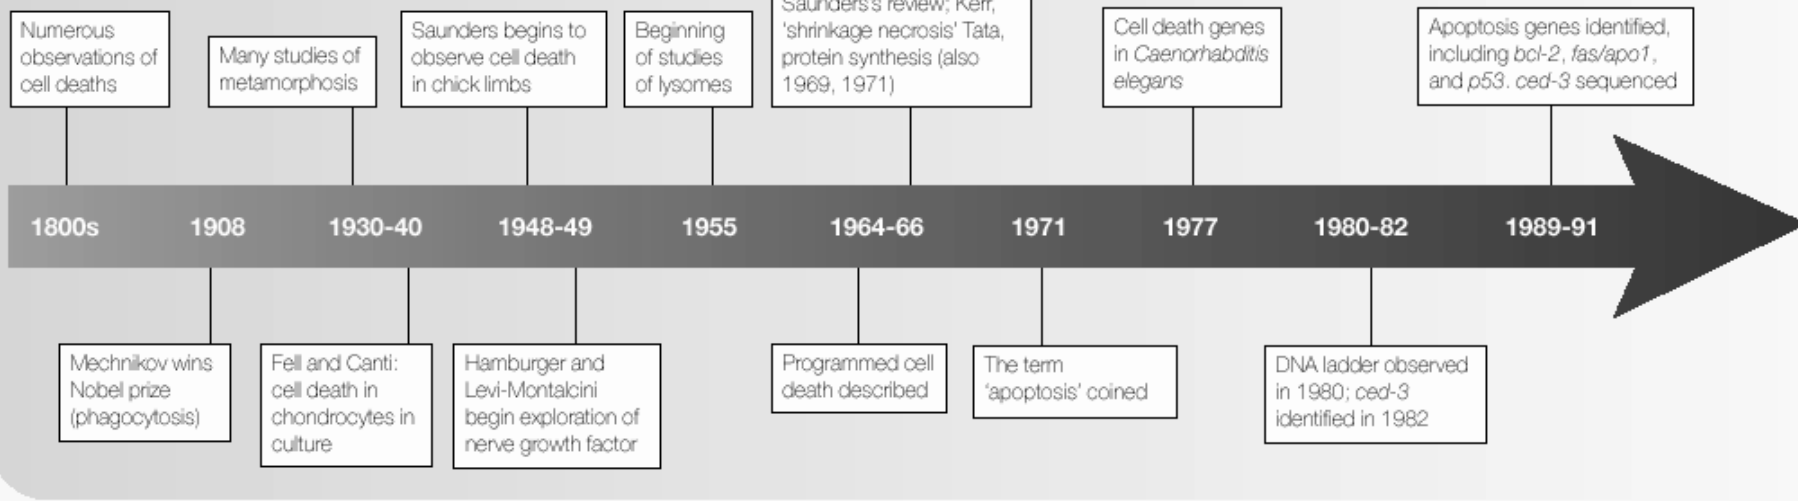 Numerous
observations of
cell deaths
Many studies of
metamorphosis
Saunders begins to
observe cell death
in chick limbs
Beginning
of studies
of lysomes
Saunders's review; Kerr,
'shrinkage necrosis' Tata,
protein synthesis (also
1969, 1971)
Cell death genes
in Caenorhabditis
elegans
Apoptosis genes identified,
including bcl-2, fas/apo1,
and p53. ced-3 sequenced
1800s 1908 1930-40 1948-49 1955 1964-66 1971 1977 1980-82 1989-91
Mechnikov wins
Nobel prize
(phagocytosis)
Fell and Canti:
cell death in
chondrocytes in
culture
Hamburger and
Levi-Montalcini
begin exploration of
nerve growth factor
Programmed cell
death described
The term
'apoptosis' coined
DNA ladder observed
in 1980; ced-3
identified in 1982